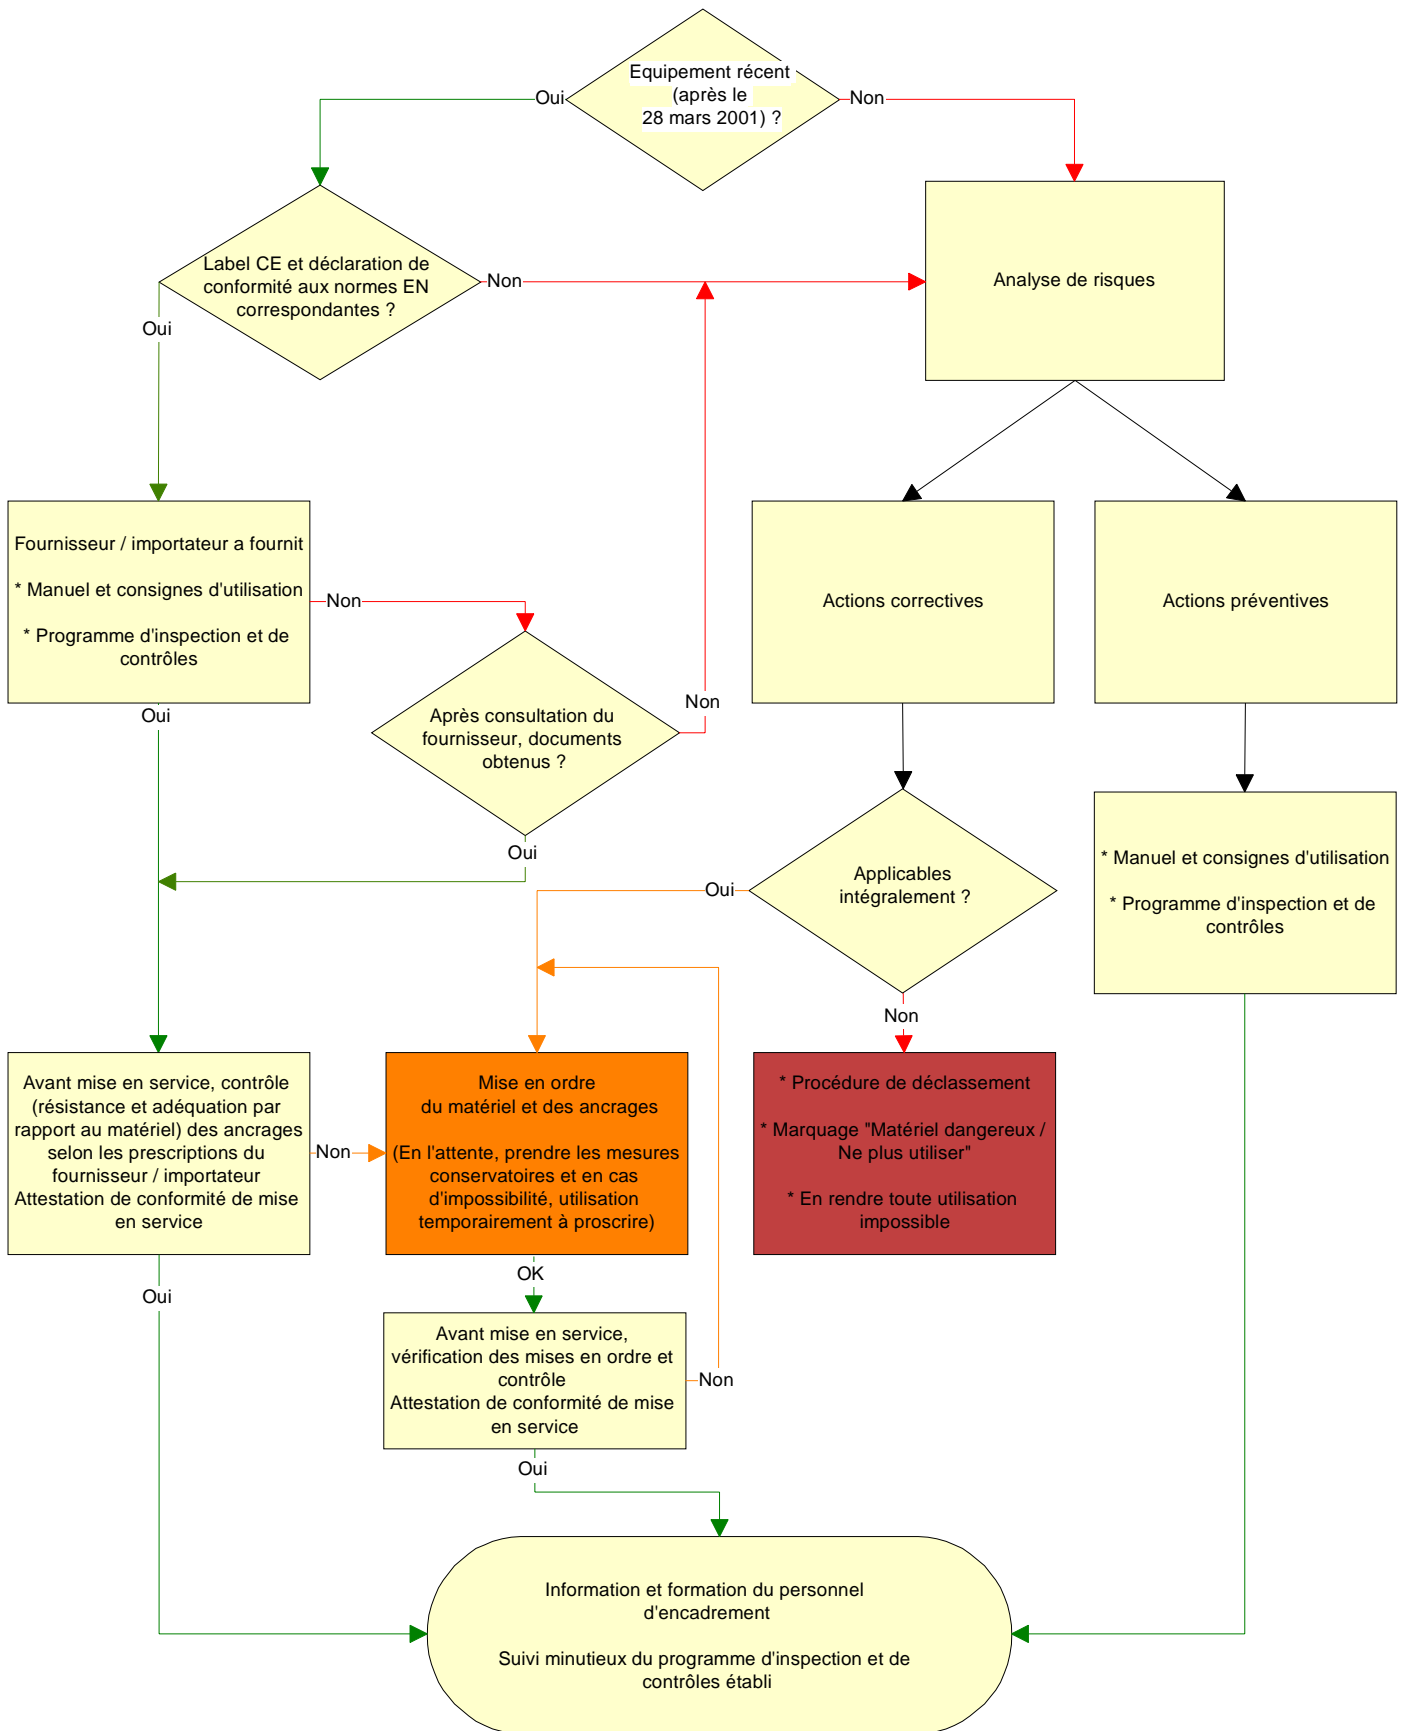 Equipement récent
(après le
28 mars 2001) ?
Oui
Non
Label CE et déclaration de
conformité aux normes EN
correspondantes ?
Non
Oui
Analyse de risques
Fournisseur / importateur a fournit
* Manuel et consignes d'utilisation
* Programme d'inspection et de
contrôles
Non
Oui
Après consultation du
fournisseur, documents
obtenus ?
Non
Oui
Actions correctives
Actions préventives
Applicables
intégralement ?
Oui
Non
* Manuel et consignes d'utilisation
* Programme d'inspection et de
contrôles
Avant mise en service, contrôle
(résistance et adéquation par
rapport au matériel) des ancrages
selon les prescriptions du
fournisseur / importateur
Attestation de conformité de mise
en service
Non
Oui
Mise en ordre
du matériel et des ancrages
(En l'attente, prendre les mesures
conservatoires et en cas
d'impossibilité, utilisation
temporairement à proscrire)
OK
* Procédure de déclassement
* Marquage "Matériel dangereux /
Ne plus utiliser"
* En rendre toute utilisation
impossible
Avant mise en service,
vérification des mises en ordre et
contrôle
Attestation de conformité de mise
en service
Non
Oui
Information et formation du personnel
d'encadrement
Suivi minutieux du programme d'inspection et de
contrôles établi